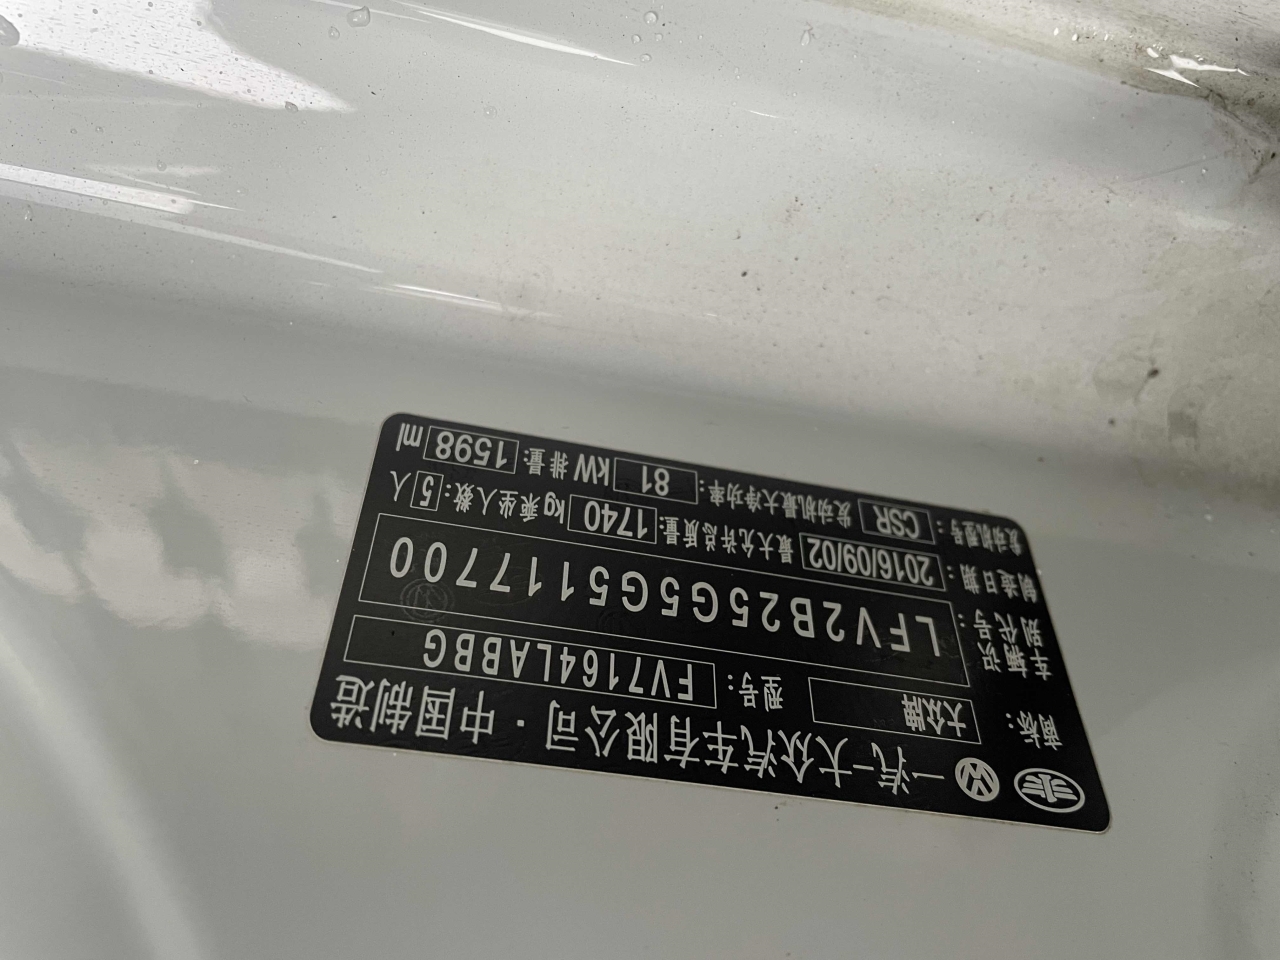 一汽-大众汽车有限公司·中国制造
商标: 大众牌 型号: FV7164LABBG
车辆识别代号: LFV2B25G5G5117700
制造日期: 2016/09/02 最大允许总质量: 1740 kg 乘坐人数: 5 人
发动机型号: CSR 发动机最大净功率: 81 kW 排量: 1598 ml